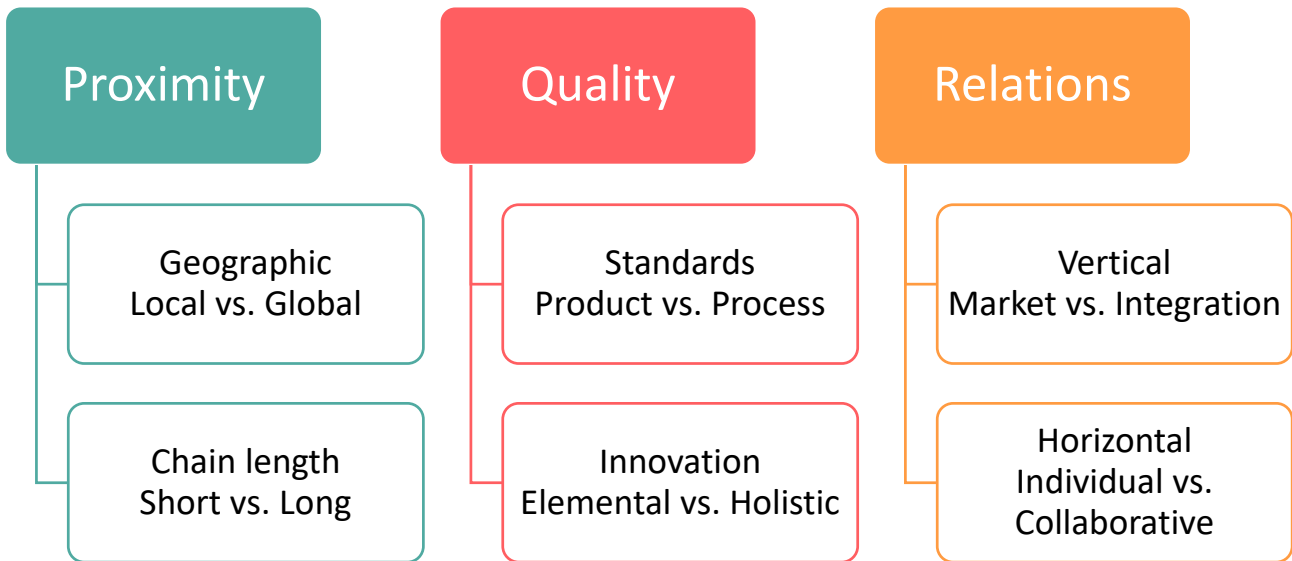 Proximity
Geographic
Local vs. Global
Chain length
Short vs. Long
Quality
Standards
Product vs. Process
Innovation
Elemental vs. Holistic
Relations
Vertical
Market vs. Integration
Horizontal
Individual vs.
Collaborative